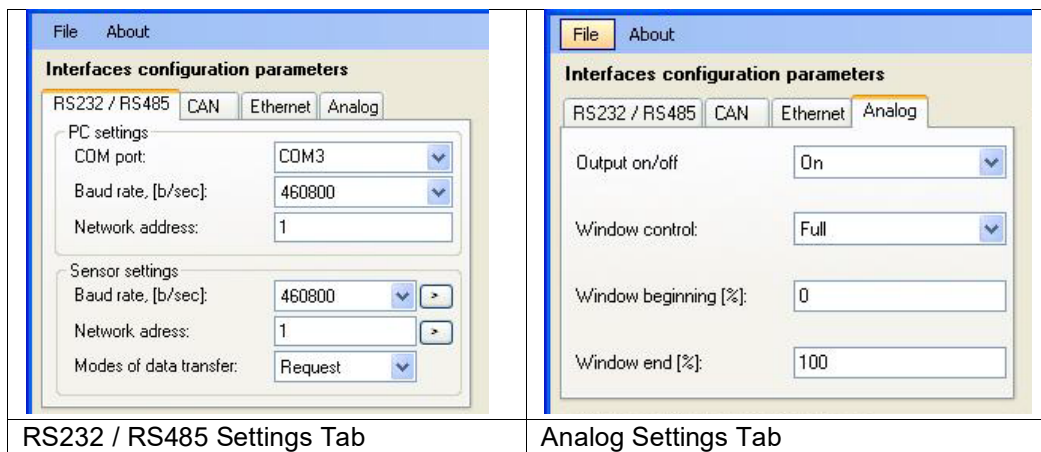 File About
Interfaces configuration parameters
RS232 / RS485 CAN Ethernet Analog
PC settings
COM port: COM3
Baud rate, [b/sec]: 460800
Network address: 1
Sensor settings
Baud rate, [b/sec]: 460800 >
Network adress: 1 >
Modes of data transfer: Request
RS232 / RS485 Settings Tab
File About
Interfaces configuration parameters
RS232 / RS485 CAN Ethernet Analog
Output on/off On
Window control: Full
Window beginning [%]: 0
Window end [%]: 100
Analog Settings Tab